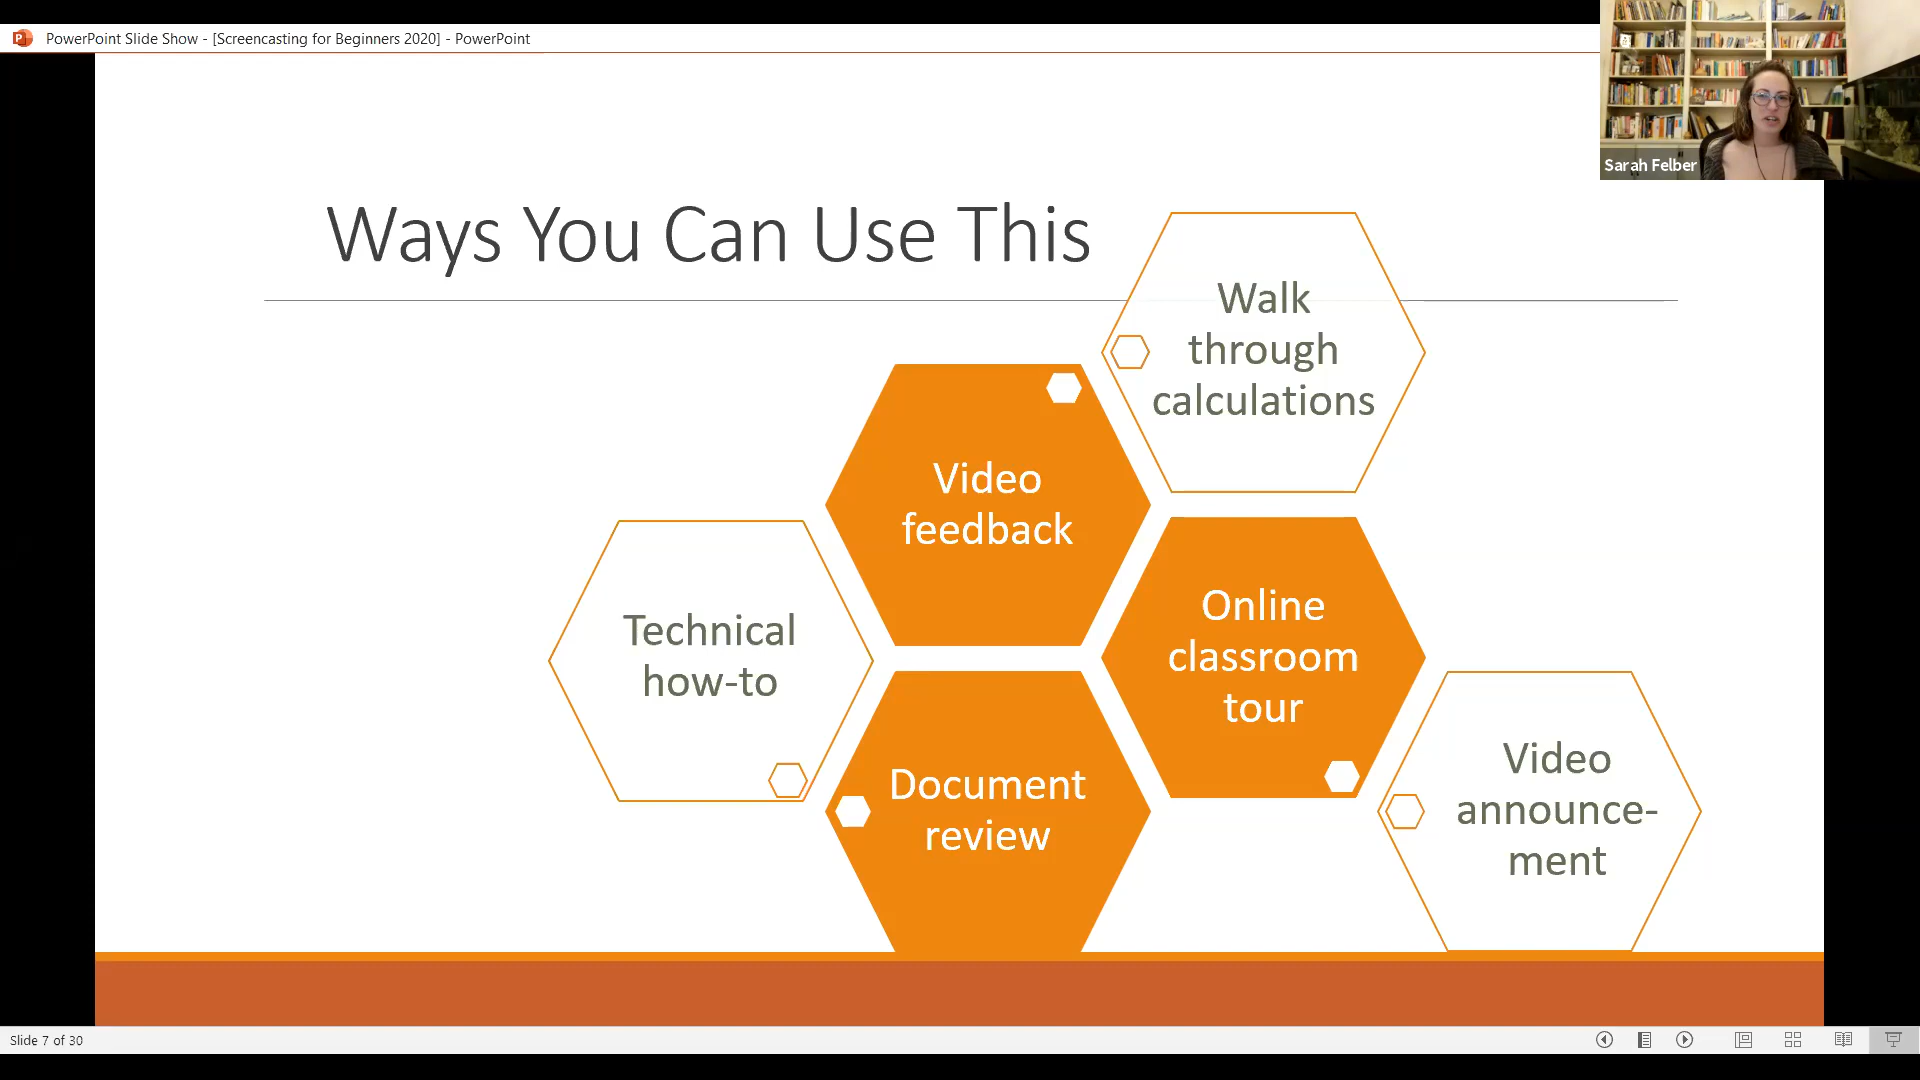 PowerPoint Slide Show - [Screencasting for Beginners 2020] - PowerPoint
Sarah Felber
Ways You Can Use This
Walk
through
calculations
Video
feedback
Online
classroom
tour
Technical
how-to
Document
review
Video
announce-
ment
Slide 7 of 30